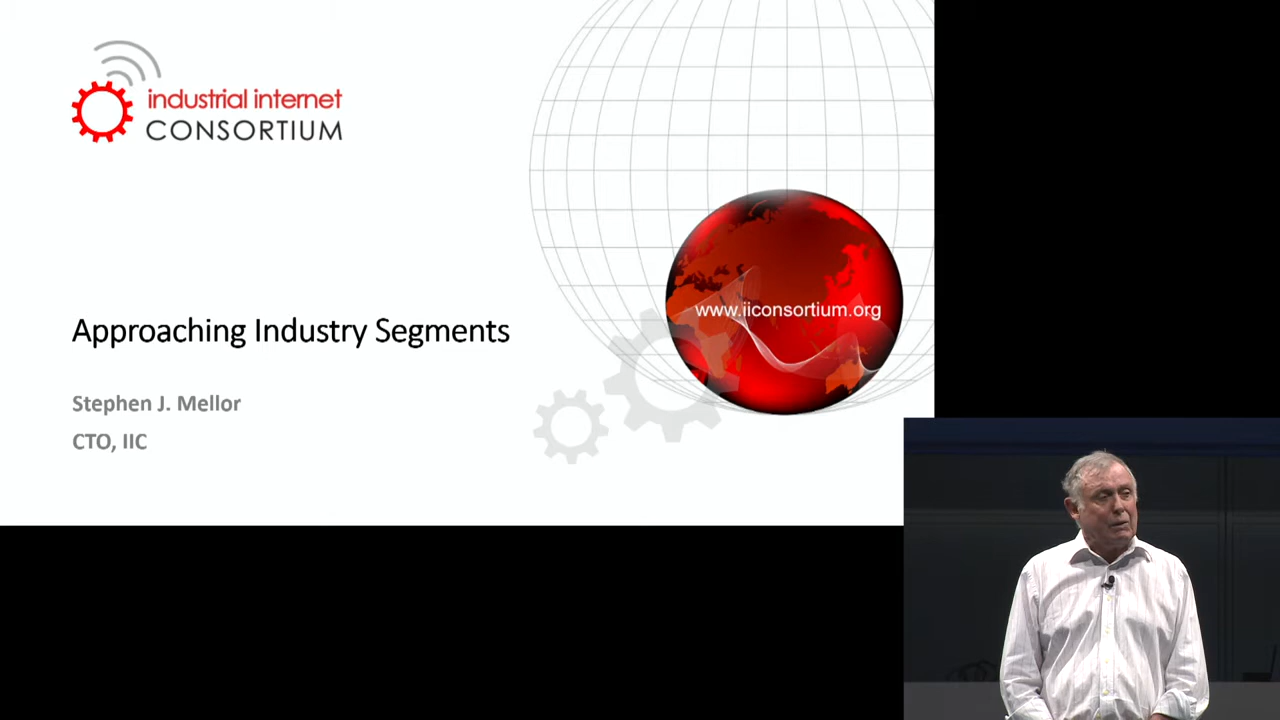 industrial internet
CONSORTIUM
www.iiconsortium.org
Approaching Industry Segments
Stephen J. Mellor
CTO, IIC